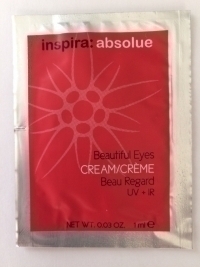 inspira: absolue
Beautiful Eyes
CREAM/CRÈME
Beau Regard
UV + IR
NET WT. 0.03 OZ. 1 ml e